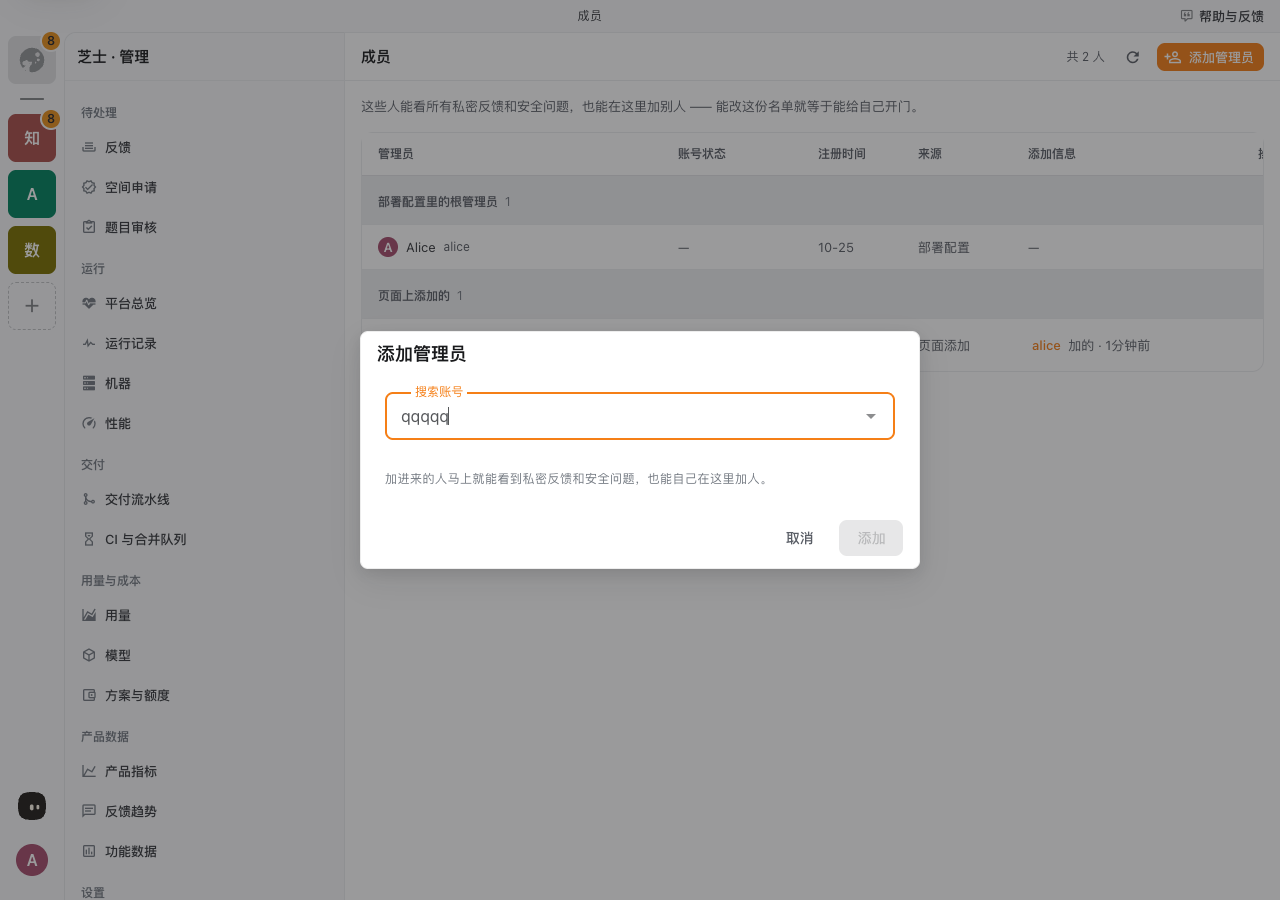 成员
帮助与反馈
8
知
8
A
数
A
芝士 · 管理
待处理
反馈
空间申请
题目审核
运行
平台总览
运行记录
机器
性能
交付
交付流水线
CI 与合并队列
用量与成本
用量
模型
方案与额度
产品数据
产品指标
反馈趋势
功能数据
设置
成员
共 2 人
添加管理员
这些人能看所有私密反馈和安全问题，也能在这里加别人 —— 能改这份名单就等于能给自己开门。
管理员 账号状态 注册时间 来源 添加信息
部署配置里的根管理员 1
A Alice alice — 10-25 部署配置 —
页面上添加的 1
页面添加 alice 加的 · 1分钟前
添加管理员
搜索账号
qqqqq
加进来的人马上就能看到私密反馈和安全问题，也能自己在这里加人。
取消 添加